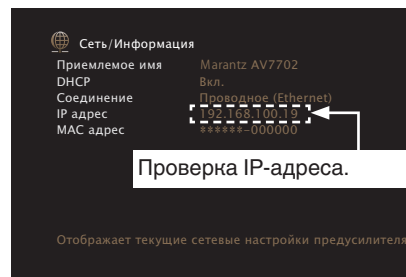 Сеть/Информация
Приемлемое имя Marantz AV7702
DHCP Вкл.
Соединение Проводное (Ethernet)
IP адрес 192.168.100.19
MAC адрес ******-000000
Проверка IP-адреса.
Отображает текущие сетевые настройки предусилителя